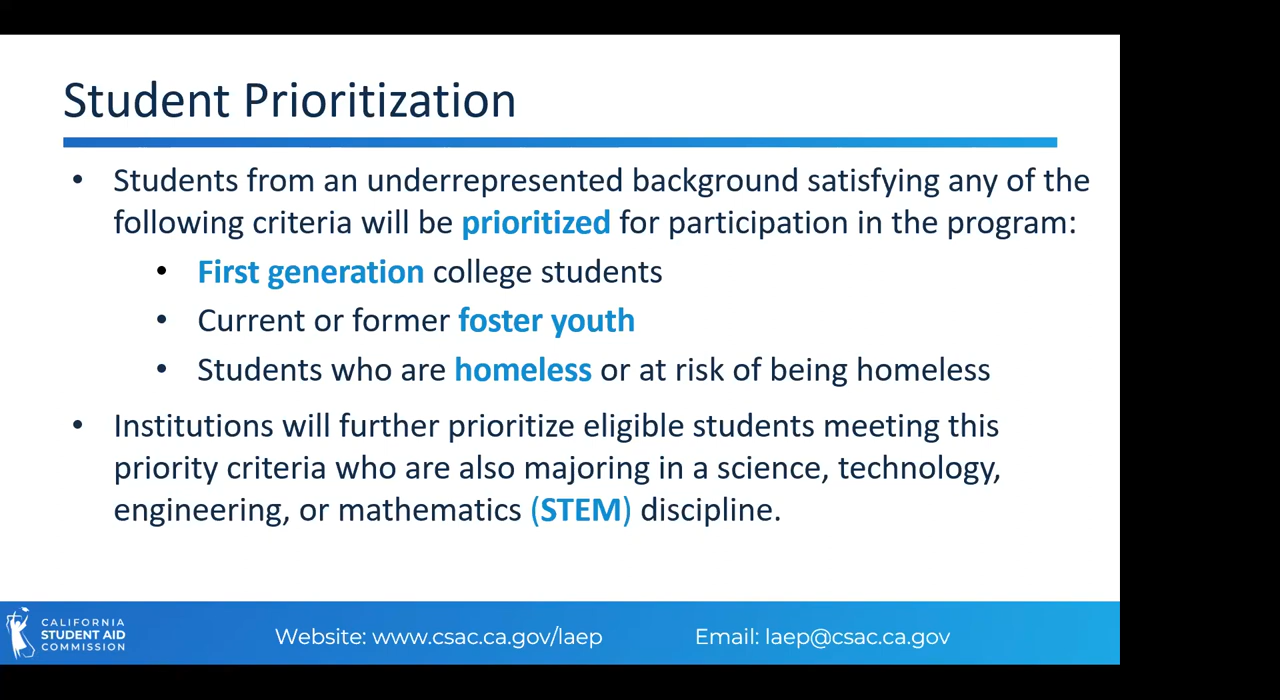 Student Prioritization
• Students from an underrepresented background satisfying any of the
following criteria will be prioritized for participation in the program:
• First generation college students
• Current or former foster youth
• Students who are homeless or at risk of being homeless
• Institutions will further prioritize eligible students meeting this
priority criteria who are also majoring in a science, technology,
engineering, or mathematics (STEM) discipline.
CALIFORNIA
STUDENT AID
COMMISSION
Website: www.csac.ca.gov/laep
Email: laep@csac.ca.gov